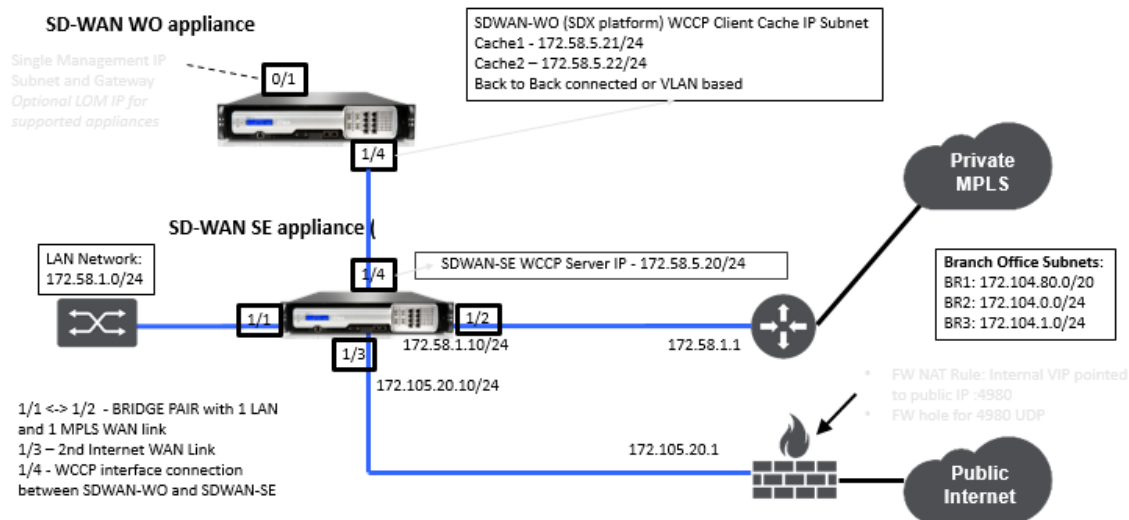 SD-WAN WO appliance
Single Management IP
Subnet and Gateway
Optional LOM IP for
supported appliances
0/1
SDWAN-WO (SDX platform) WCCP Client Cache IP Subnet
Cache1 - 172.58.5.21/24
Cache2 – 172.58.5.22/24
Back to Back connected or VLAN based
1/4
Private
MPLS
SD-WAN SE appliance (
LAN Network:
172.58.1.0/24
1/4
SDWAN-SE WCCP Server IP - 172.58.5.20/24
Branch Office Subnets:
BR1: 172.104.80.0/20
BR2: 172.104.0.0/24
BR3: 172.104.1.0/24
1/1
1/2
172.58.1.10/24
172.58.1.1
1/3
172.105.20.10/24
• FW NAT Rule: Internal VIP pointed
to public IP :4980
• FW hole for 4980 UDP
1/1 <-> 1/2 - BRIDGE PAIR with 1 LAN
and 1 MPLS WAN link
1/3 – 2nd Internet WAN Link
1/4 - WCCP interface connection
between SDWAN-WO and SDWAN-SE
172.105.20.1
Public
Internet